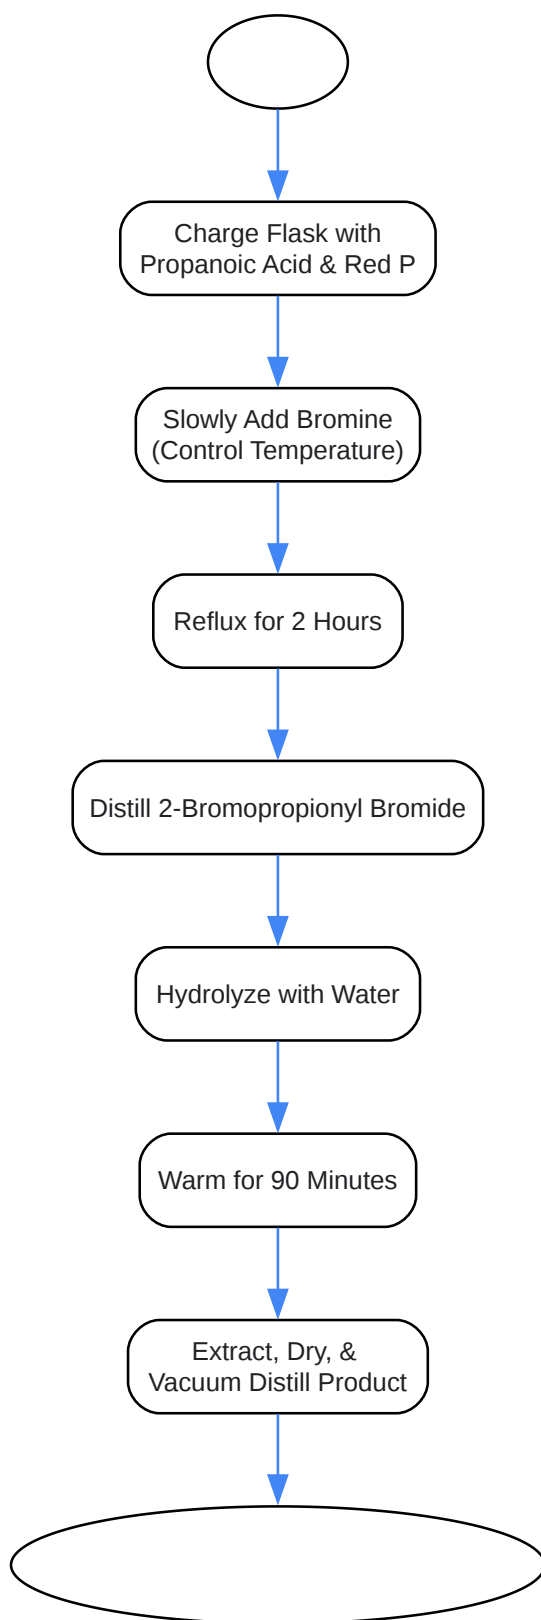 Charge Flask with
Propanoic Acid & Red P
Slowly Add Bromine
(Control Temperature)
Reflux for 2 Hours
Distill 2-Bromopropionyl Bromide
Hydrolyze with Water
Warm for 90 Minutes
Extract, Dry, &
Vacuum Distill Product